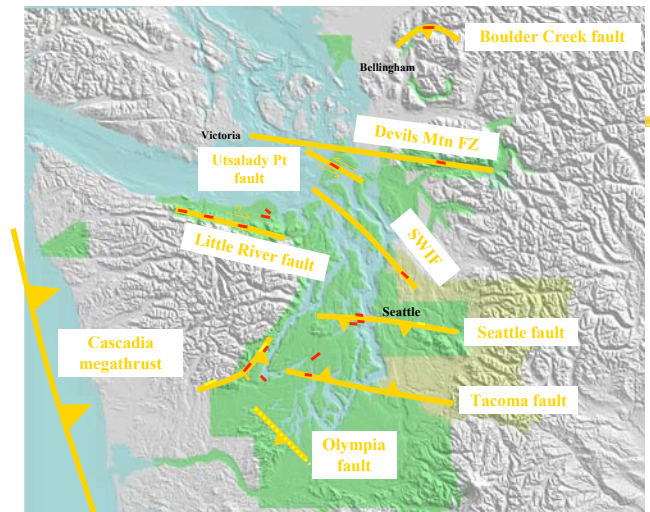 Boulder Creek fault
Bellingham
Victoria
Devils Mtn FZ
Utsalady Pt
fault
Little River fault
SWIF
Seattle
Seattle fault
Cascadia
megathrust
Tacoma fault
Olympia
fault